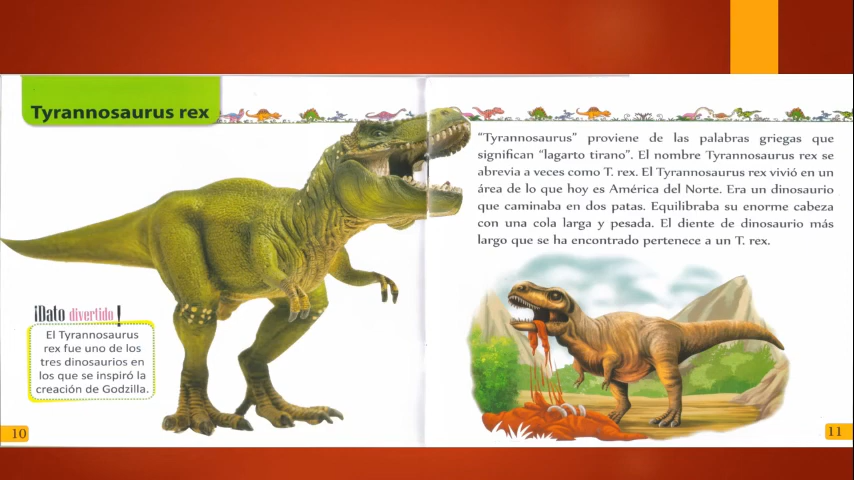 Tyrannosaurus rex
¡Dato divertido!
El Tyrannosaurus
rex fue uno de los
tres dinosaurios en
los que se inspiró la
creación de Godzilla.
10
"Tyrannosaurus" proviene de las palabras griegas que
significan "lagarto tirano". El nombre Tyrannosaurus rex se
abrevia a veces como T. rex. El Tyrannosaurus rex vivió en un
área de lo que hoy es América del Norte. Era un dinosaurio
que caminaba en dos patas. Equilibraba su enorme cabeza
con una cola larga y pesada. El diente de dinosaurio más
largo que se ha encontrado pertenece a un T. rex.
11